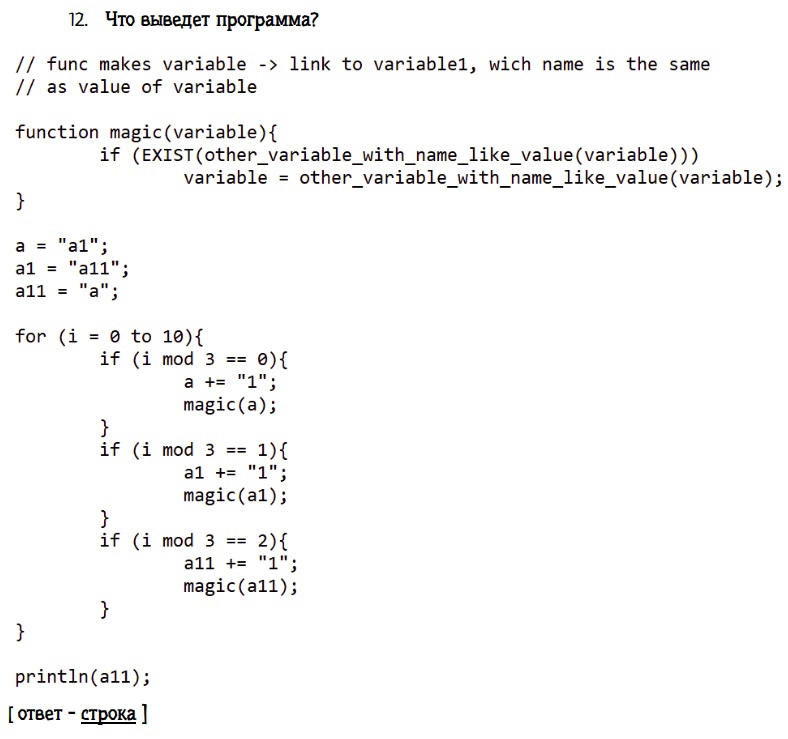 12. Что выведет программа?
// func makes variable -> link to variable1, wich name is the same
// as value of variable
function magic(variable){
if (EXIST(other_variable_with_name_like_value(variable)))
variable = other_variable_with_name_like_value(variable);
}
a = "a1";
a1 = "a11";
a11 = "a";
for (i = 0 to 10){
if (i mod 3 == 0){
a += "1";
magic(a);
}
if (i mod 3 == 1){
a1 += "1";
magic(a1);
}
if (i mod 3 == 2){
a11 += "1";
magic(a11);
}
}
println(a11);
[ ответ - строка ]